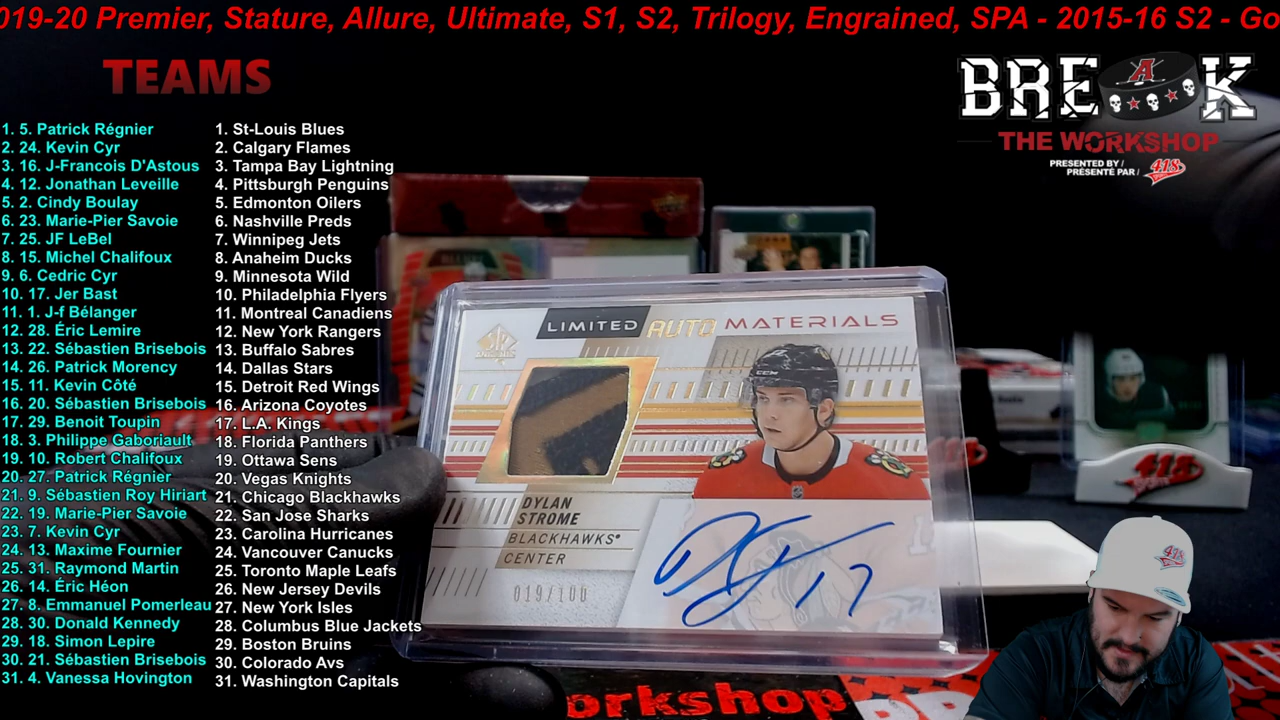 019-20 Premier, Stature, Allure, Ultimate, S1, S2, Trilogy, Engrained, SPA - 2015-16 S2 - Go
TEAMS
BREAK
THE WORKSHOP
PRESENTED BY /
PRÉSENTÉ PAR /
418
1. 5. Patrick Régnier
2. 24. Kevin Cyr
3. 16. J-Francois D'Astous
4. 12. Jonathan Leveille
5. 2. Cindy Boulay
6. 23. Marie-Pier Savoie
7. 25. JF LeBel
8. 15. Michel Chalifoux
9. 6. Cedric Cyr
10. 17. Jer Bast
11. 1. J-f Bélanger
12. 28. Éric Lemire
13. 22. Sébastien Brisebois
14. 26. Patrick Morency
15. 11. Kevin Côté
16. 20. Sébastien Brisebois
17. 29. Benoit Toupin
18. 3. Philippe Gaboriault
19. 10. Robert Chalifoux
20. 27. Patrick Régnier
21. 9. Sébastien Roy Hiriart
22. 19. Marie-Pier Savoie
23. 7. Kevin Cyr
24. 13. Maxime Fournier
25. 31. Raymond Martin
26. 14. Éric Héon
27. 8. Emmanuel Pomerleau
28. 30. Donald Kennedy
29. 18. Simon Lepire
30. 21. Sébastien Brisebois
31. 4. Vanessa Hovington
1. St-Louis Blues
2. Calgary Flames
3. Tampa Bay Lightning
4. Pittsburgh Penguins
5. Edmonton Oilers
6. Nashville Preds
7. Winnipeg Jets
8. Anaheim Ducks
9. Minnesota Wild
10. Philadelphia Flyers
11. Montreal Canadiens
12. New York Rangers
13. Buffalo Sabres
14. Dallas Stars
15. Detroit Red Wings
16. Arizona Coyotes
17. L.A. Kings
18. Florida Panthers
19. Ottawa Sens
20. Vegas Knights
21. Chicago Blackhawks
22. San Jose Sharks
23. Carolina Hurricanes
24. Vancouver Canucks
25. Toronto Maple Leafs
26. New Jersey Devils
27. New York Isles
28. Columbus Blue Jackets
29. Boston Bruins
30. Colorado Avs
31. Washington Capitals
LIMITED AUTO MATERIALS
DYLAN
STROME
BLACKHAWKS
CENTER
019/100
17
418
418
orkshop